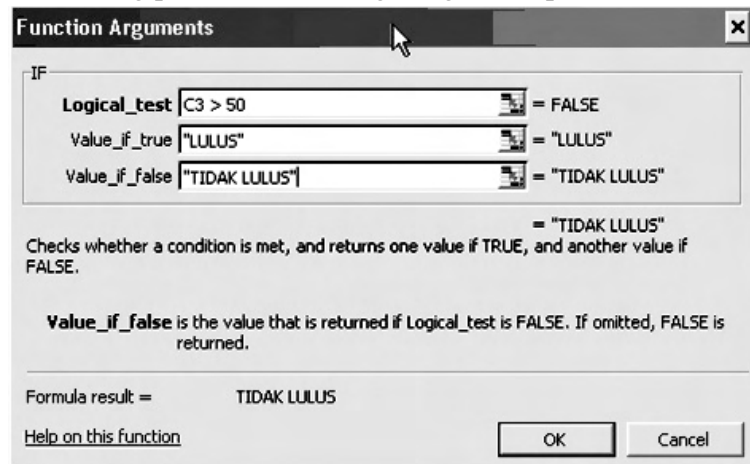 Function Arguments
IF
Logical_test C3 > 50 = FALSE
Value_if_true "LULUS" = "LULUS"
Value_if_false "TIDAK LULUS" = "TIDAK LULUS"
= "TIDAK LULUS"
Checks whether a condition is met, and returns one value if TRUE, and another value if
FALSE.
Value_if_false is the value that is returned if Logical_test is FALSE. If omitted, FALSE is
returned.
Formula result = TIDAK LULUS
Help on this function OK Cancel